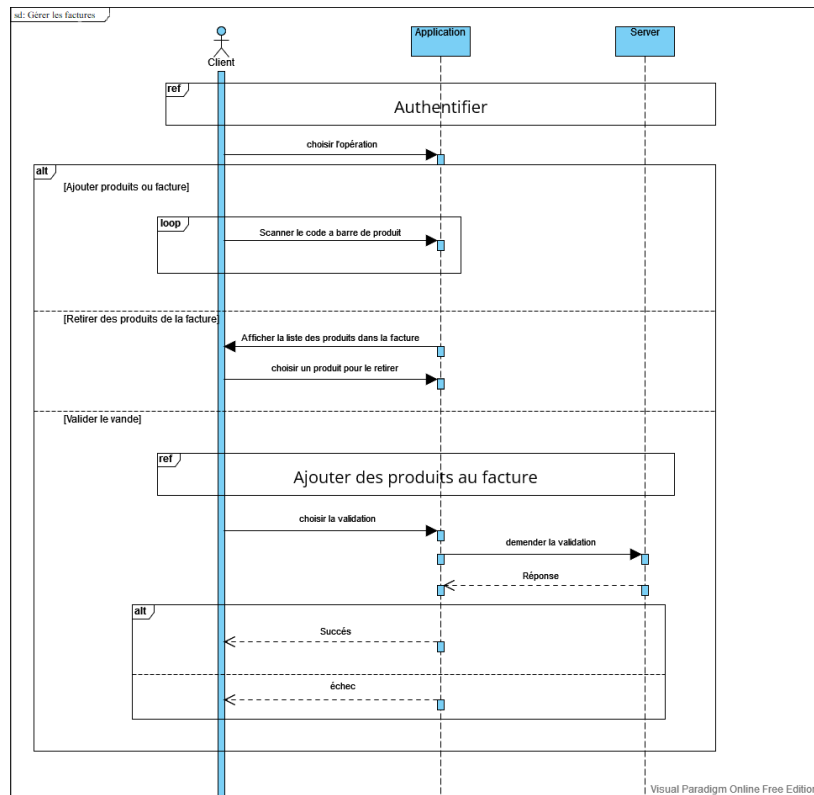 sd: Gérer les factures
Client
Application
Server
ref
Authentifier
choisir l'opération
alt
[Ajouter produits ou facture]
loop
Scanner le code a barre de produit
[Retirer des produits de la facture]
Afficher la liste des produits dans la facture
choisir un produit pour le retirer
[Valider le vande]
ref
Ajouter des produits au facture
choisir la validation
demender la validation
Réponse
alt
Succés
échec
Visual Paradigm Online Free Edition